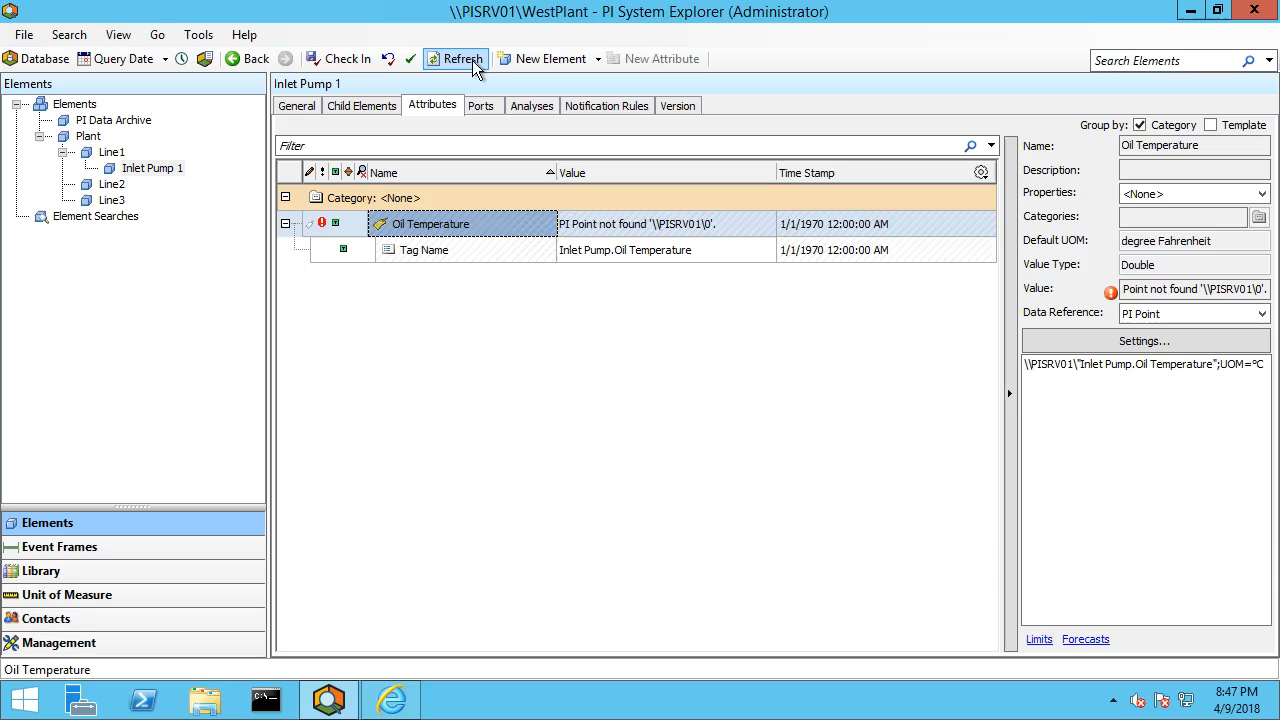 \\PISRV01\WestPlant - PI System Explorer (Administrator)
File Search View Go Tools Help
Database Query Date Back Check In Refresh New Element New Attribute Search Elements
Elements
Elements
PI Data Archive
Plant
Line1
Inlet Pump 1
Line2
Line3
Element Searches
Elements
Event Frames
Library
Unit of Measure
Contacts
Management
Inlet Pump 1
General Child Elements Attributes Ports Analyses Notification Rules Version
Group by: Category Template
Filter
Name Value Time Stamp
Category: <None>
Oil Temperature PI Point not found '\\PISRV01\0'. 1/1/1970 12:00:00 AM
Tag Name Inlet Pump.Oil Temperature 1/1/1970 12:00:00 AM
Name: Oil Temperature
Description:
Properties: <None>
Categories:
Default UOM: degree Fahrenheit
Value Type: Double
Value: Point not found '\\PISRV01\0'.
Data Reference: PI Point
Settings...
\\PISRV01\"Inlet Pump.Oil Temperature";UOM=°C
Limits Forecasts
Oil Temperature
8:47 PM
4/9/2018